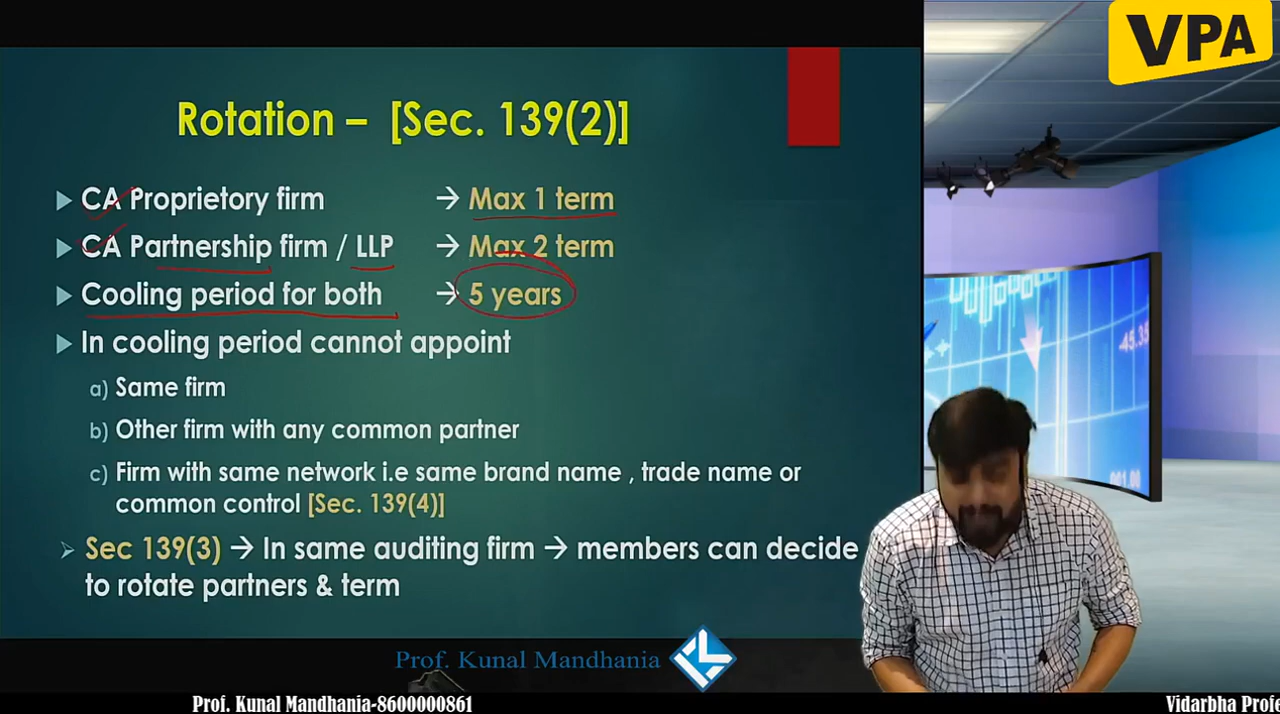 VPA
Rotation – [Sec. 139(2)]
CA Proprietory firm → Max 1 term
CA Partnership firm / LLP → Max 2 term
Cooling period for both → 5 years
In cooling period cannot appoint
a) Same firm
b) Other firm with any common partner
c) Firm with same network i.e same brand name , trade name or
common control [Sec. 139(4)]
Sec 139(3) → In same auditing firm → members can decide
to rotate partners & term
Prof. Kunal Mandhania
Prof. Kunal Mandhania-8600000861
Vidarbha Profe
-45.35